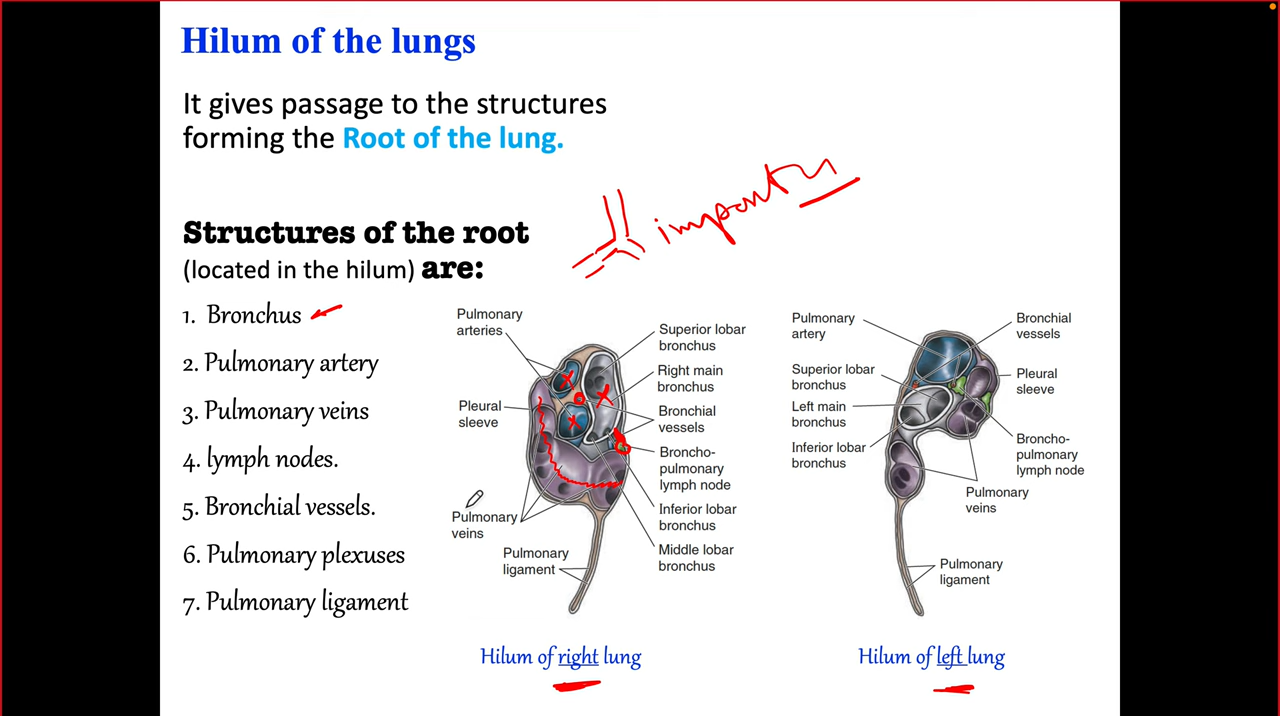 Hilum of the lungs
It gives passage to the structures
forming the Root of the lung.
Structures of the root
(located in the hilum) are:
1. Bronchus
2. Pulmonary artery
3. Pulmonary veins
4. lymph nodes.
5. Bronchial vessels.
6. Pulmonary plexuses
7. Pulmonary ligament
Pulmonary
arteries
Pleural
sleeve
Pulmonary
veins
Pulmonary
ligament
Superior lobar
bronchus
Right main
bronchus
Bronchial
vessels
Broncho-
pulmonary
lymph node
Inferior lobar
bronchus
Middle lobar
bronchus
Hilum of right lung
Pulmonary
artery
Superior lobar
bronchus
Left main
bronchus
Inferior lobar
bronchus
Bronchial
vessels
Pleural
sleeve
Broncho-
pulmonary
lymph node
Pulmonary
veins
Pulmonary
ligament
Hilum of left lung